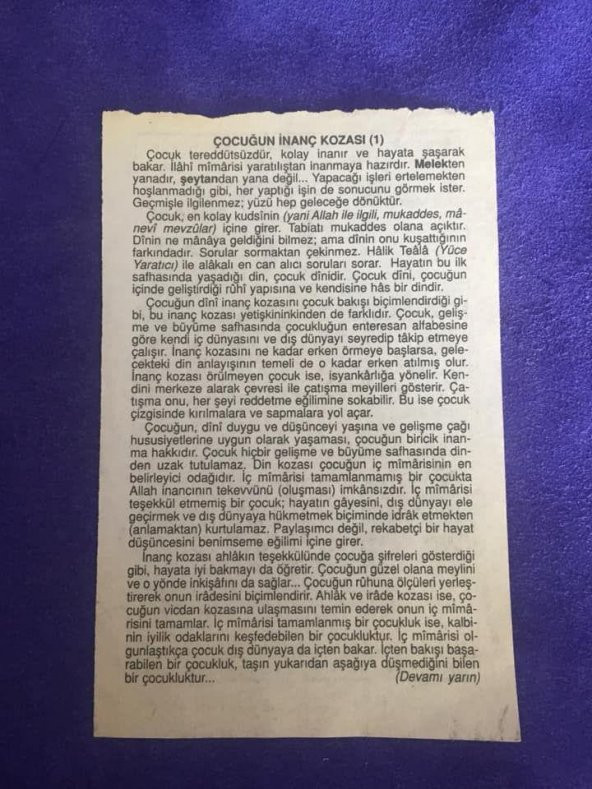 ÇOCUĞUN İNANÇ KOZASI (1)
Çocuk tereddütsüzdür, kolay inanır ve hayata şaşarak
bakar. İlâhî mîmârisi yaratılıştan inanmaya hazırdır. Melekten
yanadır, şeytandan yana değil... Yapacağı işleri ertelemekten
hoşlanmadığı gibi, her yaptığı işin de sonucunu görmek ister.
Geçmişle ilgilenmez; yüzü hep geleceğe dönüktür.
Çocuk, en kolay kudsînin (yani Allah ile ilgili, mukaddes, mâ-
nevî mevzûlar) içine girer. Tabiatı mukaddes olana açıktır.
Dînin ne mânâya geldiğini bilmez; ama dînin onu kuşattığının
farkındadır. Sorular sormaktan çekinmez. Hâlik Teâlâ (Yüce
Yaratıcı) ile alâkalı en can alıcı soruları sorar. Hayatın bu ilk
safhasında yaşadığı din, çocuk dînidir. Çocuk dîni, çocuğun
içinde geliştirdiği rûhî yapısına ve kendisine hâs bir dindir.
Çocuğun dînî inanç kozasını çocuk bakışı biçimlendirdiği gi-
bi, bu inanç kozası yetişkininkinden de farklıdır. Çocuk, geliş-
me ve büyüme safhasında çocukluğun enteresan alfabesine
göre kendi iç dünyasını ve dış dünyayı seyredip tâkip etmeye
çalışır. İnanç kozasını ne kadar erken örmeye başlarsa, gele-
cekteki din anlayışının temeli de o kadar erken atılmış olur.
İnanç kozası örülmeyen çocuk ise, isyankârlığa yönelir. Ken-
dini merkeze alarak çevresi ile çatışma meyilleri gösterir. Ça-
tışma onu, her şeyi reddetme eğilimine sokabilir. Bu ise çocuk
çizgisinde kırılmalara ve sapmalara yol açar.
Çocuğun, dînî duygu ve düşünceyi yaşına ve gelişme çağı
hususiyetlerine uygun olarak yaşaması, çocuğun biricik inan-
ma hakkıdır. Çocuk hiçbir gelişme ve büyüme safhasında din-
den uzak tutulamaz. Din kozası çocuğun iç mîmârisinin en
belirleyici odağıdır. İç mîmârisi tamamlanmamış bir çocukta
Allah inancının tekevvünü (oluşması) imkânsızdır. İç mîmârisi
teşekkül etmemiş bir çocuk; hayatın gâyesini, dış dünyayı ele
geçirmek ve dış dünyaya hükmetmek biçiminde idrâk etmekten
(anlamaktan) kurtulamaz. Paylaşımcı değil, rekabetçi bir hayat
düşüncesini benimseme eğilimi içine girer.
İnanç kozası ahlâkın teşekkülünde çocuğa şifreleri gösterdiği
gibi, hayata iyi bakmayı da öğretir. Çocuğun güzel olana meylini
ve o yönde inkişâfını da sağlar... Çocuğun rûhuna ölçüleri yerleş-
tirerek onun irâdesini biçimlendirir. Ahlâk ve irâde kozası ise, ço-
cuğun vicdan kozasına ulaşmasını temin ederek onun iç mîmâ-
risini tamamlar. İç mîmârisi tamamlanmış bir çocukluk ise, kalbi-
nin iyilik odaklarını keşfedebilen bir çocukluktur. İç mîmârisi ol-
gunlaştıkça çocuk dış dünyaya da içten bakar. İçten bakışı başa-
rabilen bir çocukluk, taşın yukarıdan aşağıya düşmediğini bilen
bir çocukluktur... (Devamı yarın)